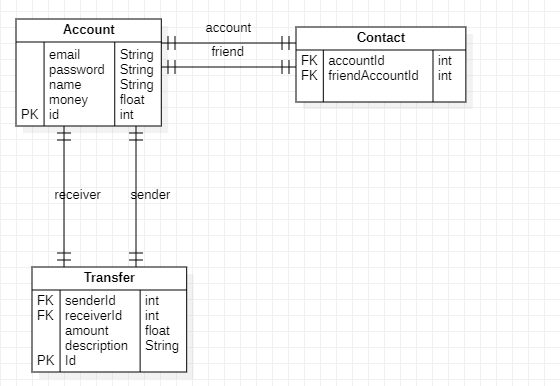 Account
email String
password String
name String
money float
PK id int
account
friend
Contact
FK accountId int
FK friendAccountId int
receiver
sender
Transfer
FK senderId int
FK receiverId int
amount float
description String
PK Id